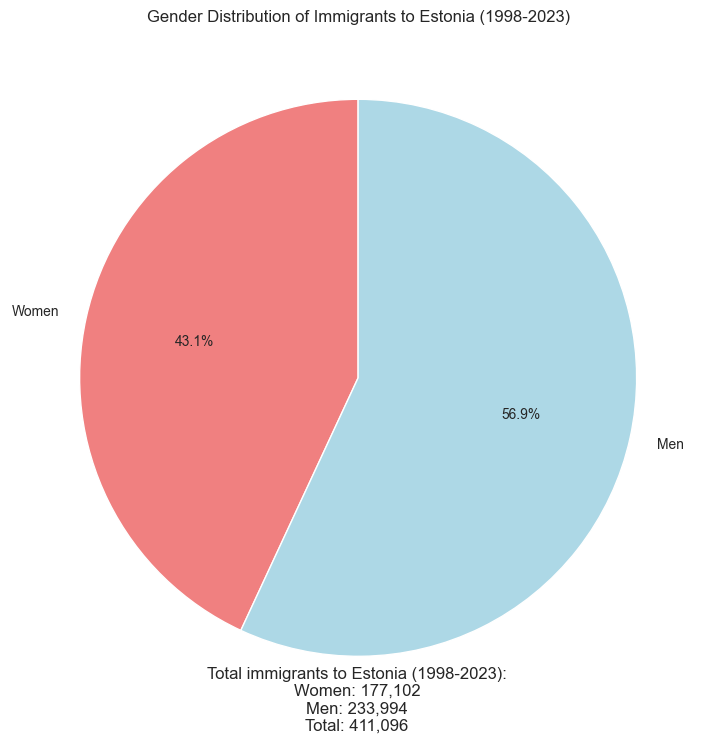 Gender Distribution of Immigrants to Estonia (1998-2023)
Women
43.1%
56.9%
Men
Total immigrants to Estonia (1998-2023):
Women: 177,102
Men: 233,994
Total: 411,096